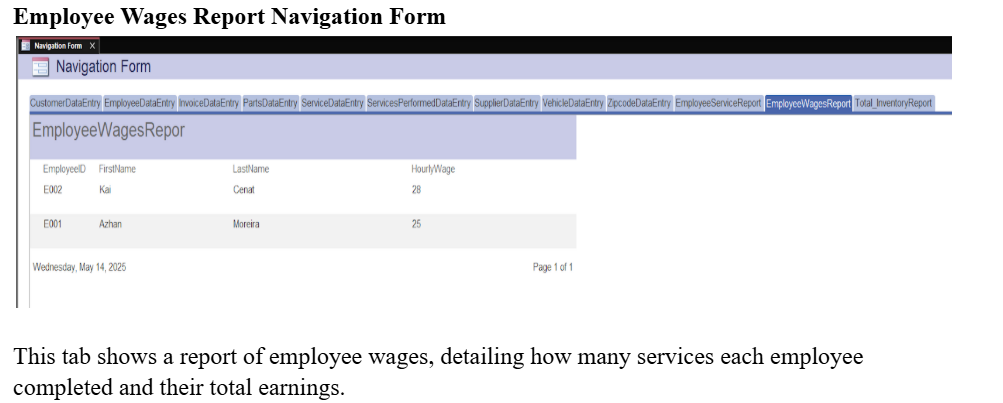 Employee Wages Report Navigation Form
Navigation Form X
Navigation Form
CustomerDataEntry EmployeeDataEntry InvoiceDataEntry PartsDataEntry ServiceDataEntry ServicesPerformedDataEntry SupplierDataEntry VehicleDataEntry ZipcodeDataEntry EmployeeServiceReport EmployeeWagesReport Total_InventoryReport
EmployeeWagesRepor
EmployeeID FirstName LastName HourlyWage
E002 Kai Cenat 28
E001 Azhan Moreira 25
Wednesday, May 14, 2025 Page 1 of 1
This tab shows a report of employee wages, detailing how many services each employee
completed and their total earnings.